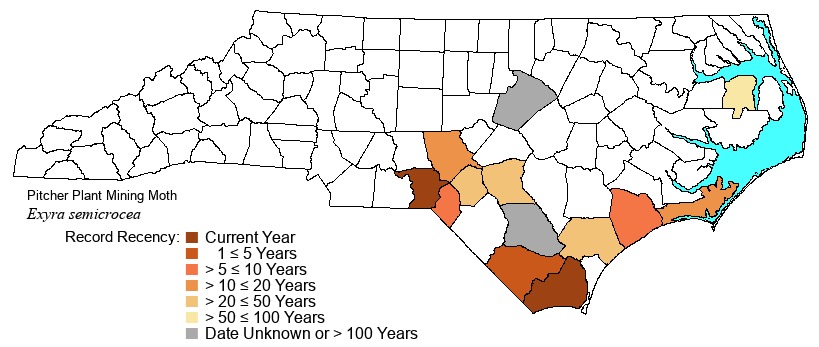 Pitcher Plant Mining Moth
Exyra semicrocea
Record Recency:
Current Year
1 ≤ 5 Years
> 5 ≤ 10 Years
> 10 ≤ 20 Years
> 20 ≤ 50 Years
> 50 ≤ 100 Years
Date Unknown or > 100 Years